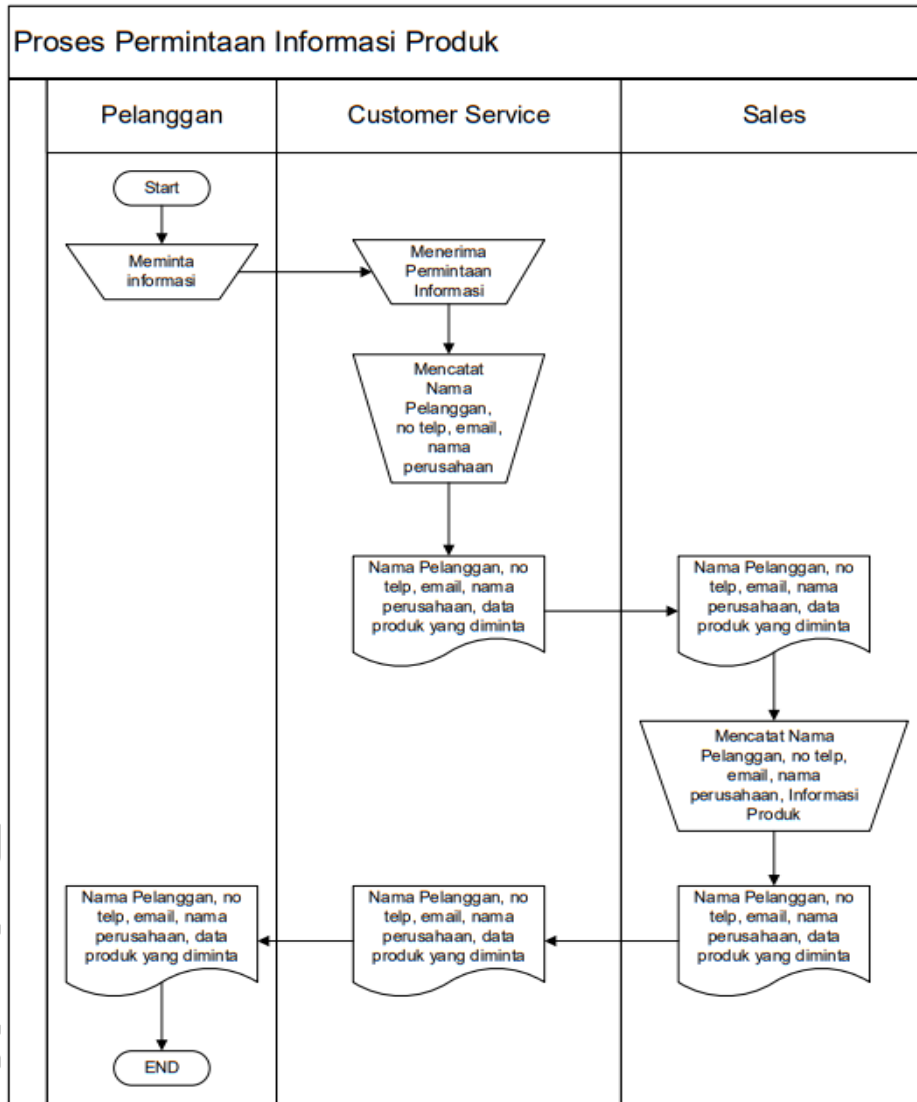 Proses Permintaan Informasi Produk
Pelanggan
Customer Service
Sales
Start
Meminta
informasi
Menerima
Permintaan
Informasi
Mencatat
Nama
Pelanggan,
no telp, email,
nama
perusahaan
Nama Pelanggan, no
telp, email, nama
perusahaan, data
produk yang diminta
Nama Pelanggan, no
telp, email, nama
perusahaan, data
produk yang diminta
Mencatat Nama
Pelanggan, no telp,
email, nama
perusahaan, Informasi
Produk
Nama Pelanggan, no
telp, email, nama
perusahaan, data
produk yang diminta
Nama Pelanggan, no
telp, email, nama
perusahaan, data
produk yang diminta
Nama Pelanggan, no
telp, email, nama
perusahaan, data
produk yang diminta
END